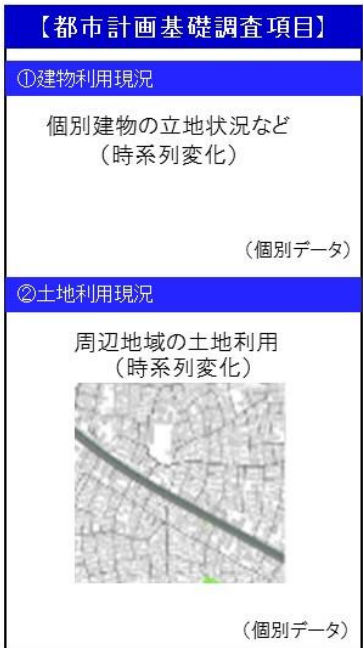 【都市計画基礎調査項目】
①建物利用現況
個別建物の立地状況など
（時系列変化）
（個別データ）
②土地利用現況
周辺地域の土地利用
（時系列変化）
（個別データ）